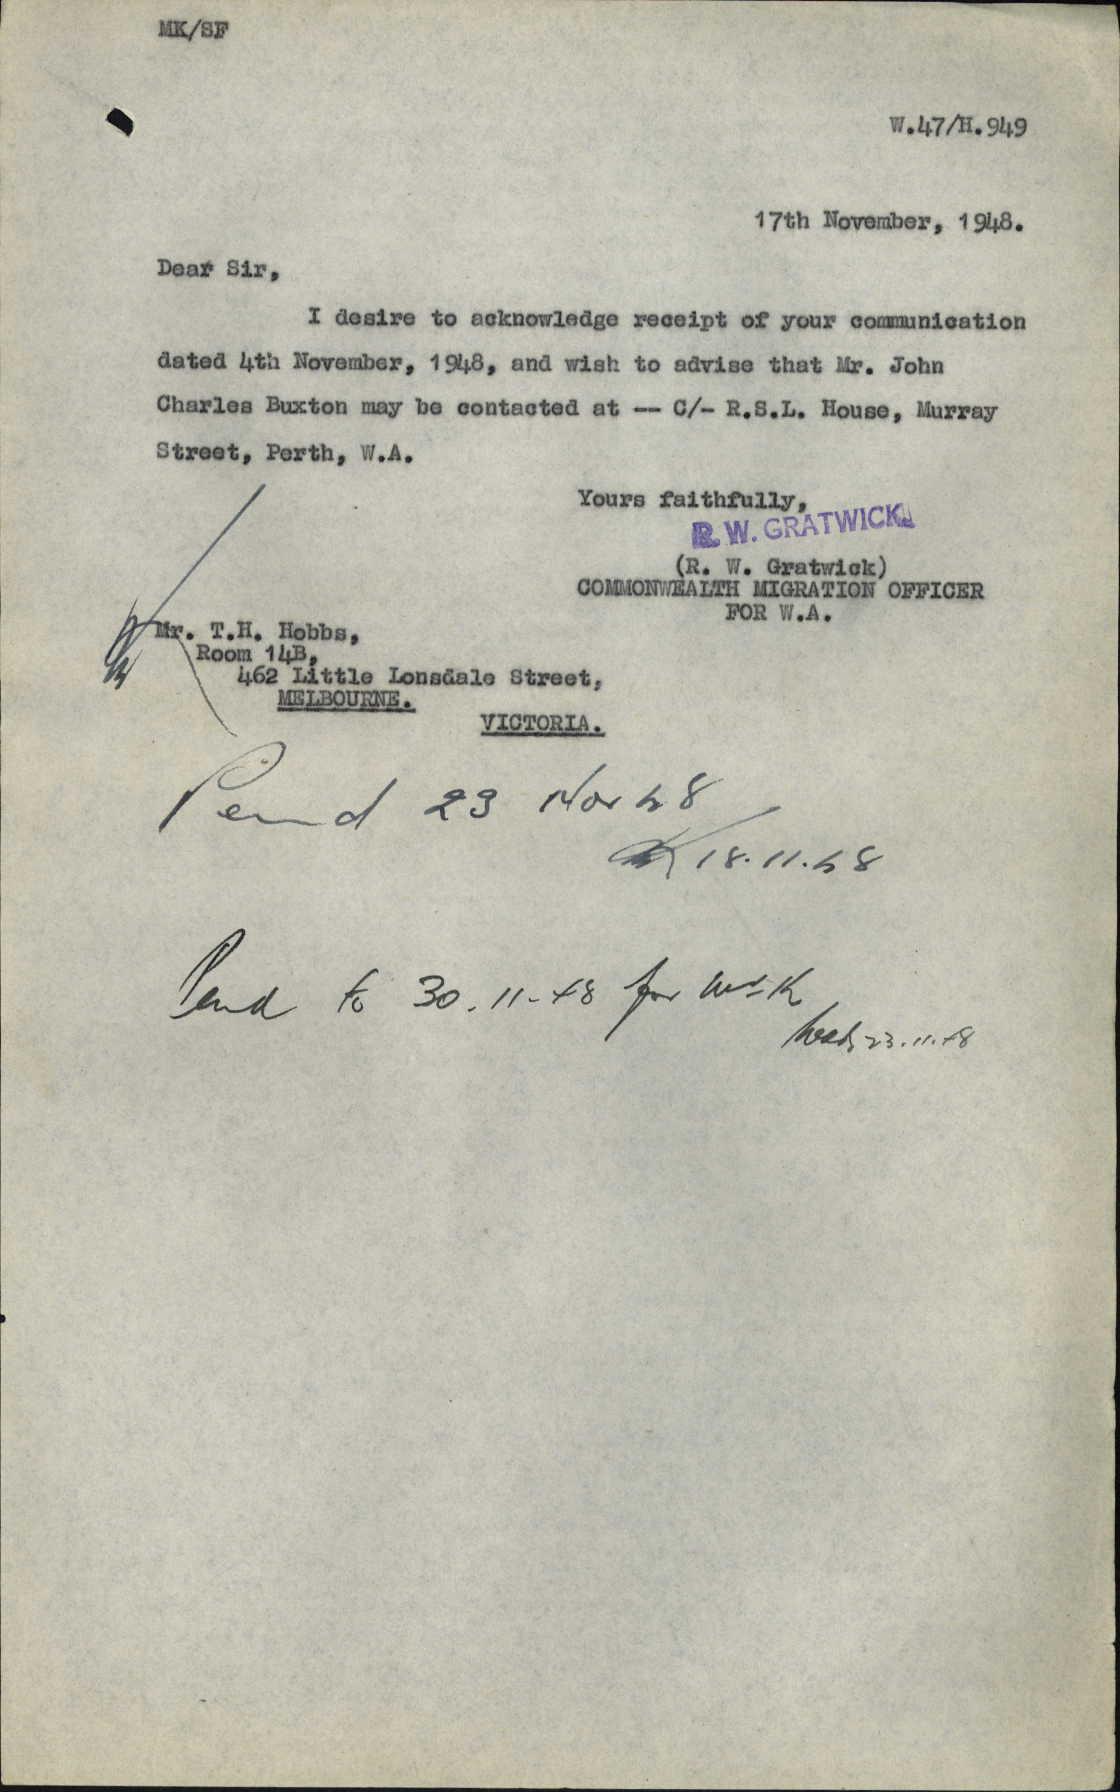 MK/SF
W.47/H.949
17th November, 1948.
Dear Sir,
I desire to acknowledge receipt of your communication
dated 4th November, 1948, and wish to advise that Mr. John
Charles Buxton may be contacted at -- C/- R.S.L. House, Murray
Street, Perth, W.A.
Yours faithfully,
R. W. GRATWICK
(R. W. Gratwick)
COMMONWEALTH MIGRATION OFFICER
FOR W.A.
Mr. T.H. Hobbs,
Room 14B,
462 Little Lonsdale Street,
MELBOURNE.
VICTORIA.
Pend 23 Nov 48
18.11.48
Pend to 30.11.48 for
23.11.48